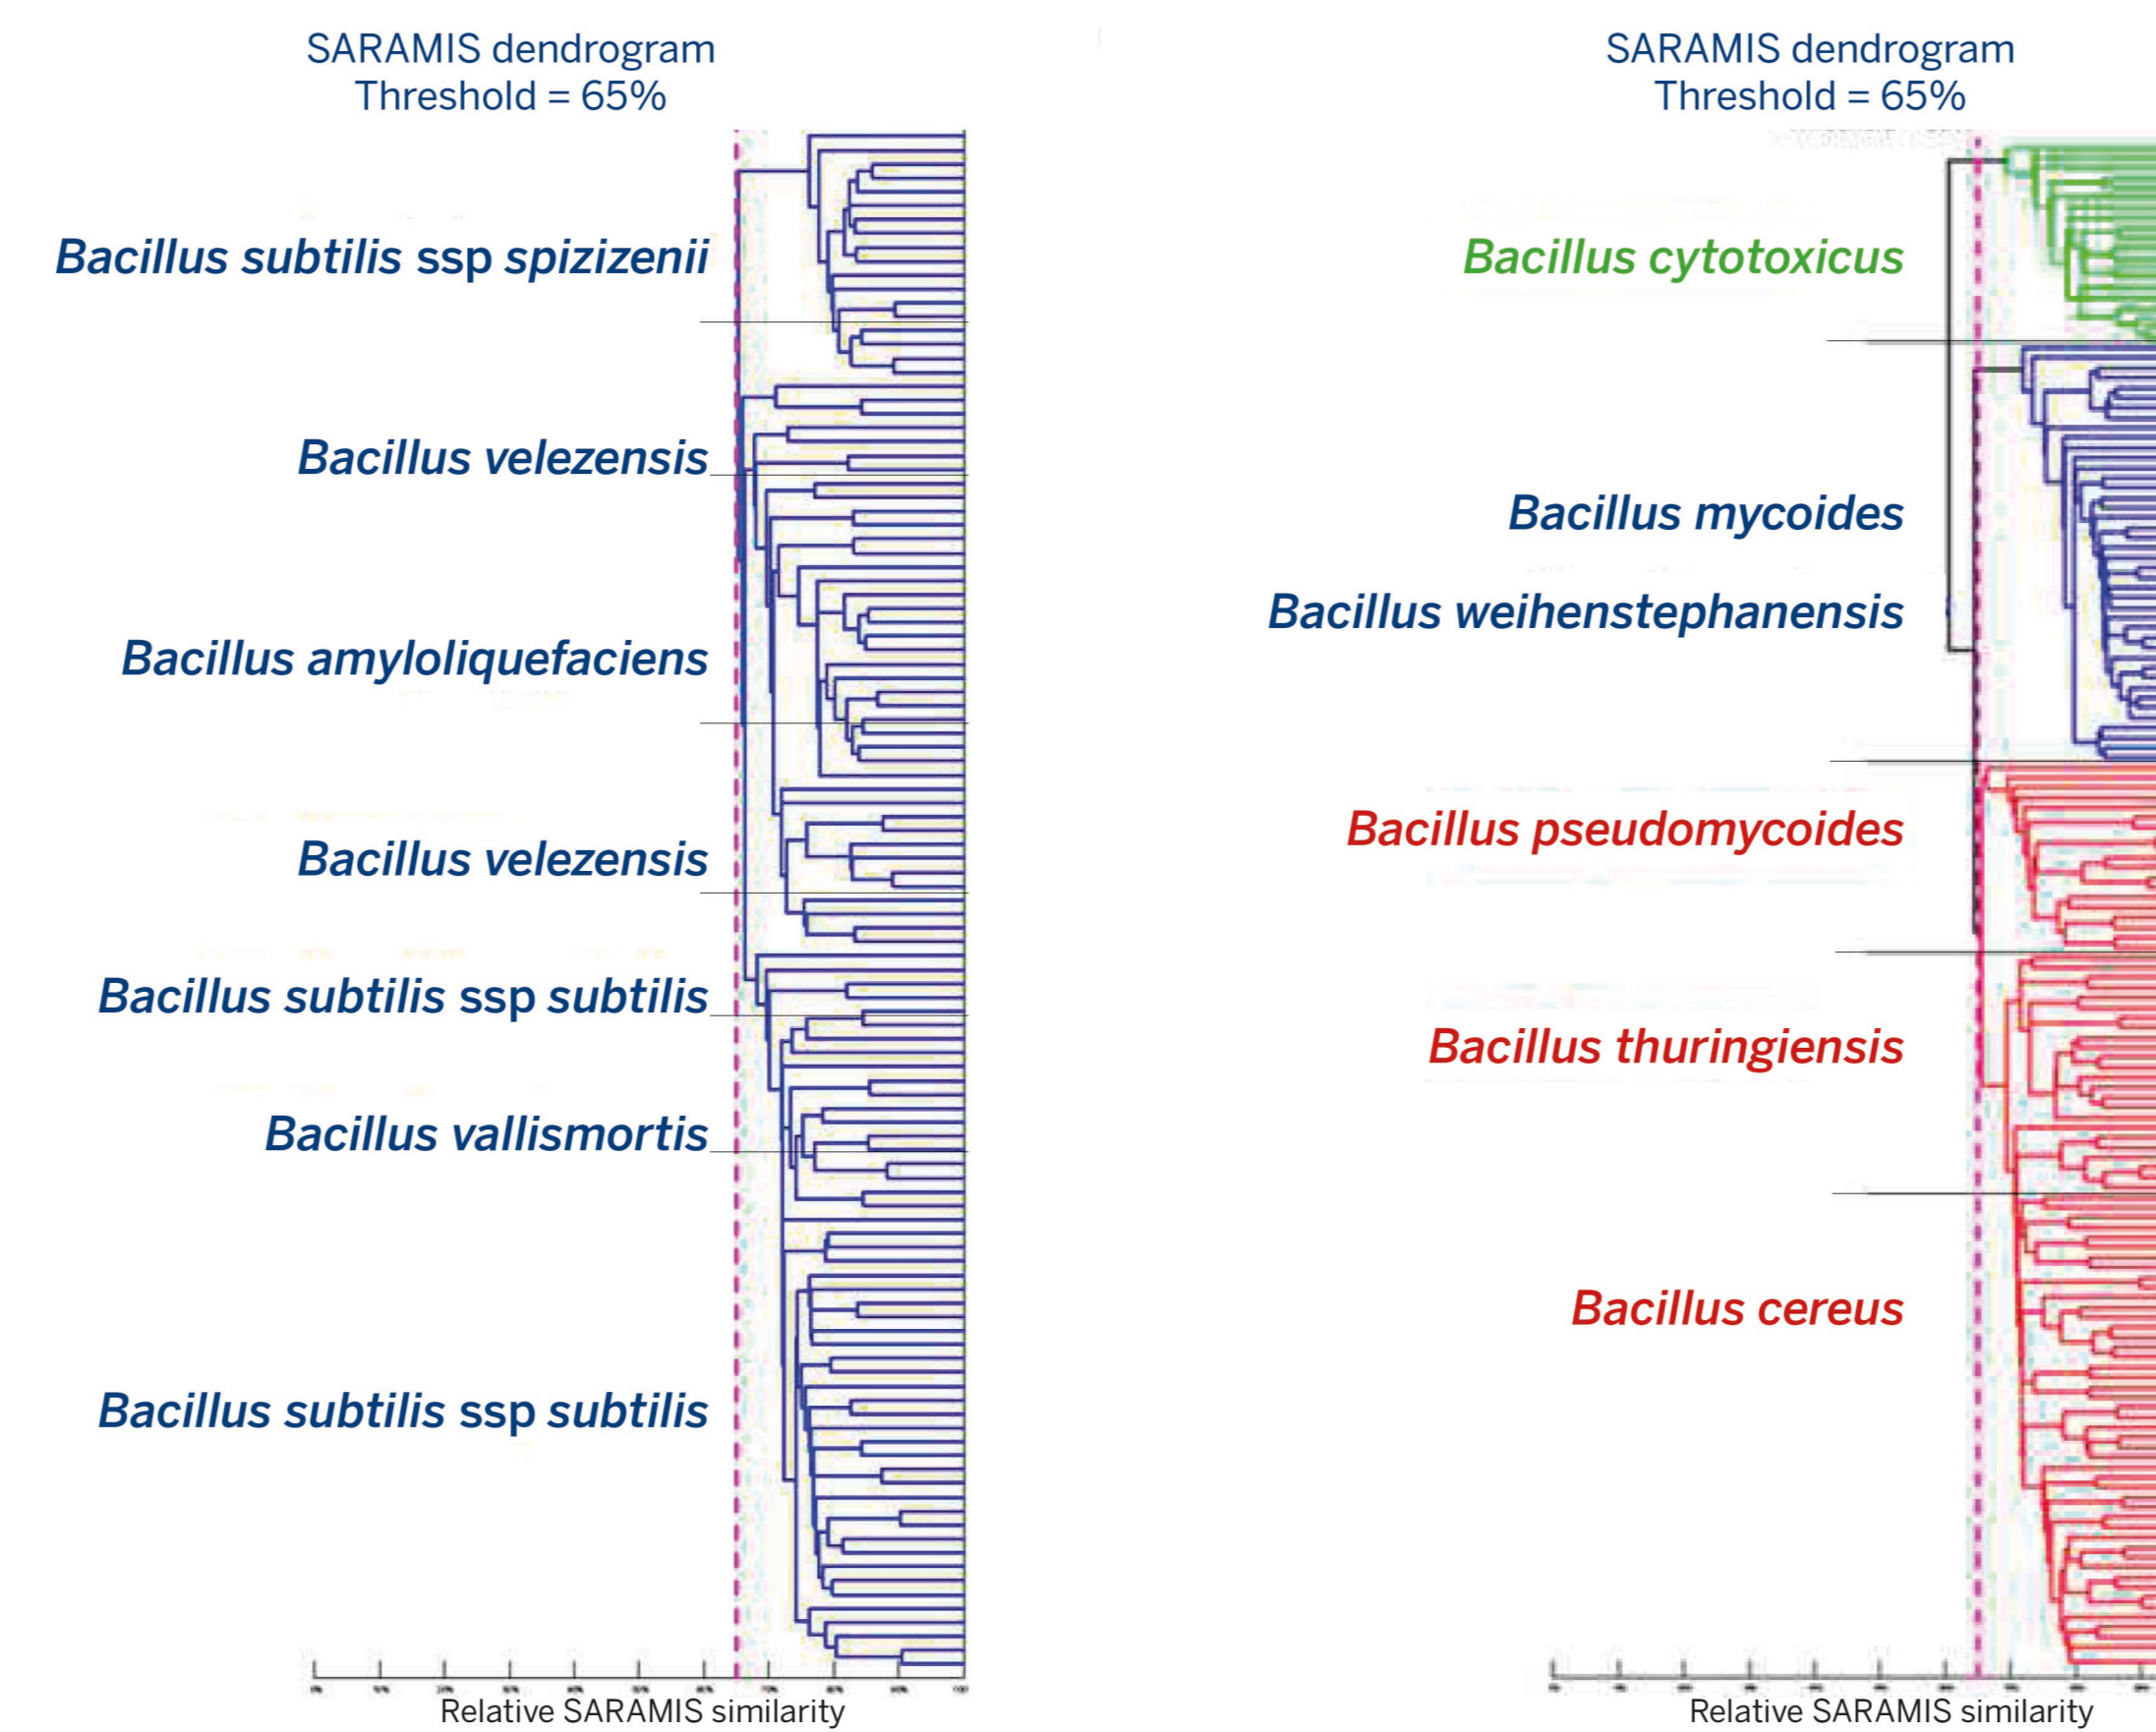 SARAMIS dendrogram
Threshold = 65%
Bacillus subtilis ssp spizizenii
Bacillus velezensis
Bacillus amyloliquefaciens
Bacillus velezensis
Bacillus subtilis ssp subtilis
Bacillus vallismortis
Bacillus subtilis ssp subtilis
Relative SARAMIS similarity
SARAMIS dendrogram
Threshold = 65%
Bacillus cytotoxicus
Bacillus mycoides
Bacillus weihenstephanensis
Bacillus pseudomycoides
Bacillus thuringiensis
Bacillus cereus
Relative SARAMIS similarity